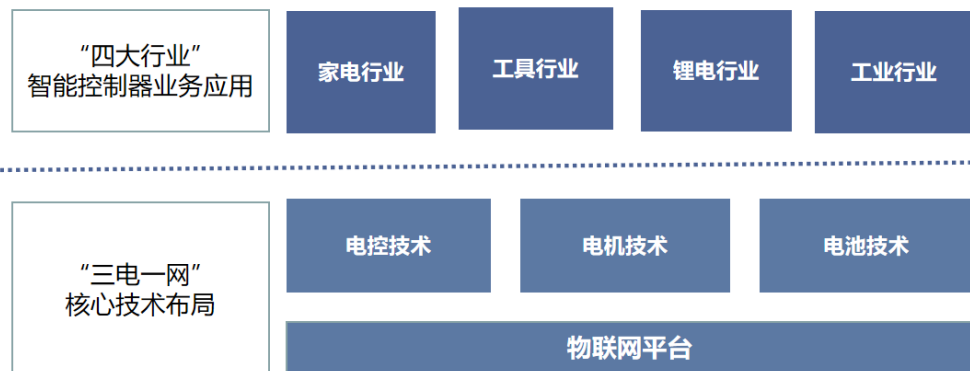 “四大行业”
智能控制器业务应用
家电行业
工具行业
锂电行业
工业行业
“三电一网”
核心技术布局
电控技术
电机技术
电池技术
物联网平台